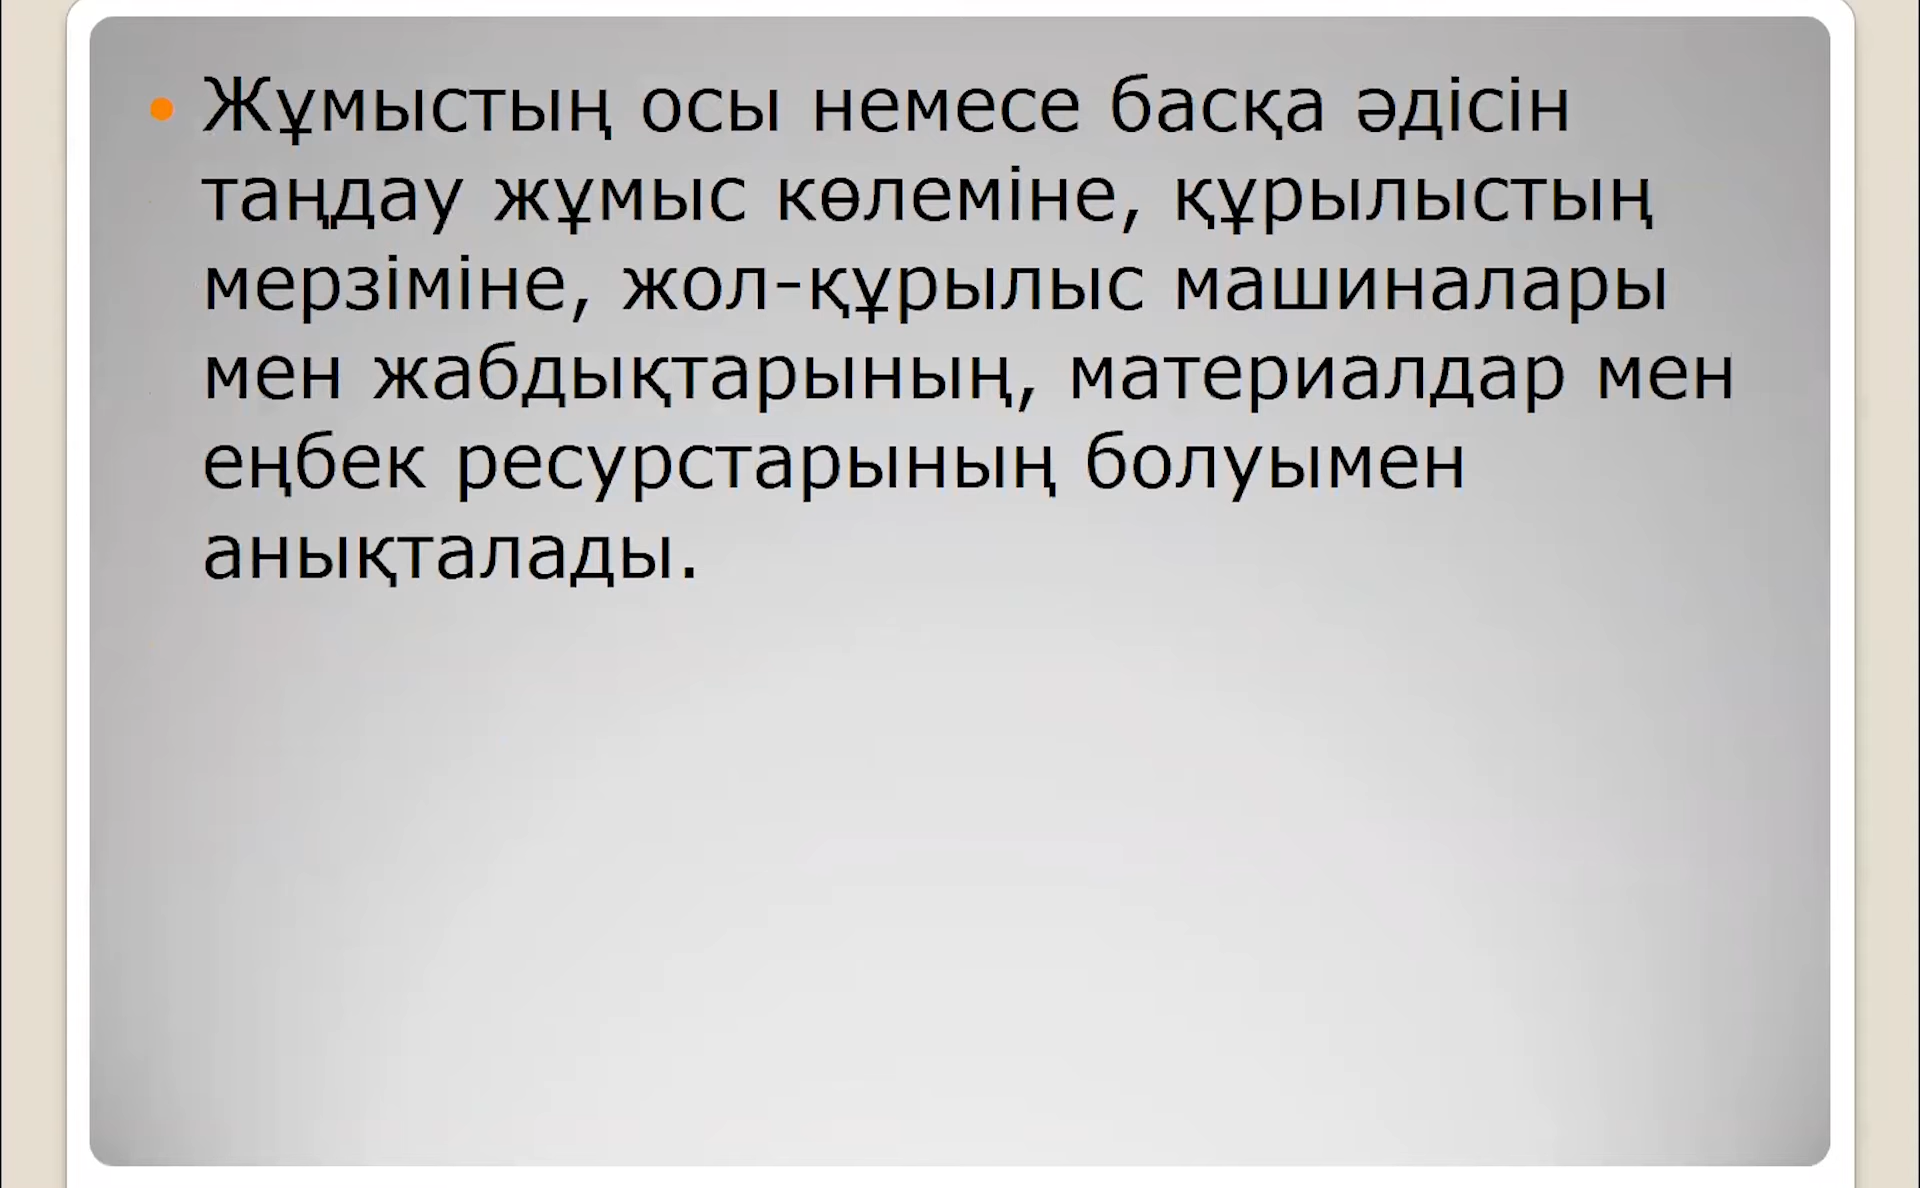 Жұмыстың осы немесе басқа әдісін
таңдау жұмыс көлеміне, құрылыстың
мерзіміне, жол-құрылыс машиналары
мен жабдықтарының, материалдар мен
еңбек ресурстарының болуымен
анықталады.